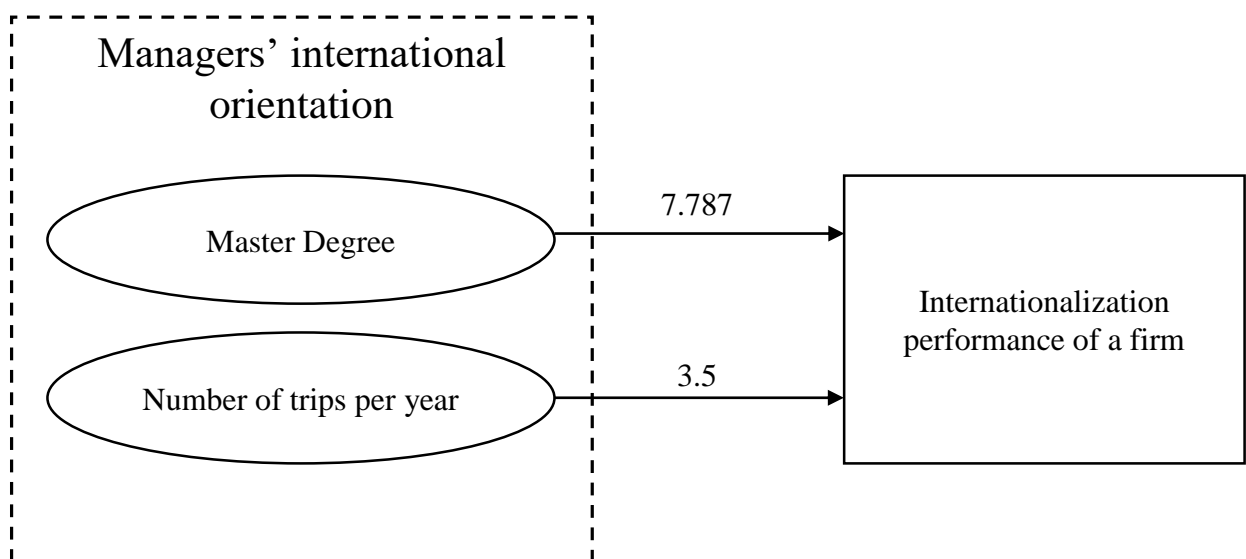 Managers’ international
orientation
Master Degree
7.787
Number of trips per year
3.5
Internationalization
performance of a firm